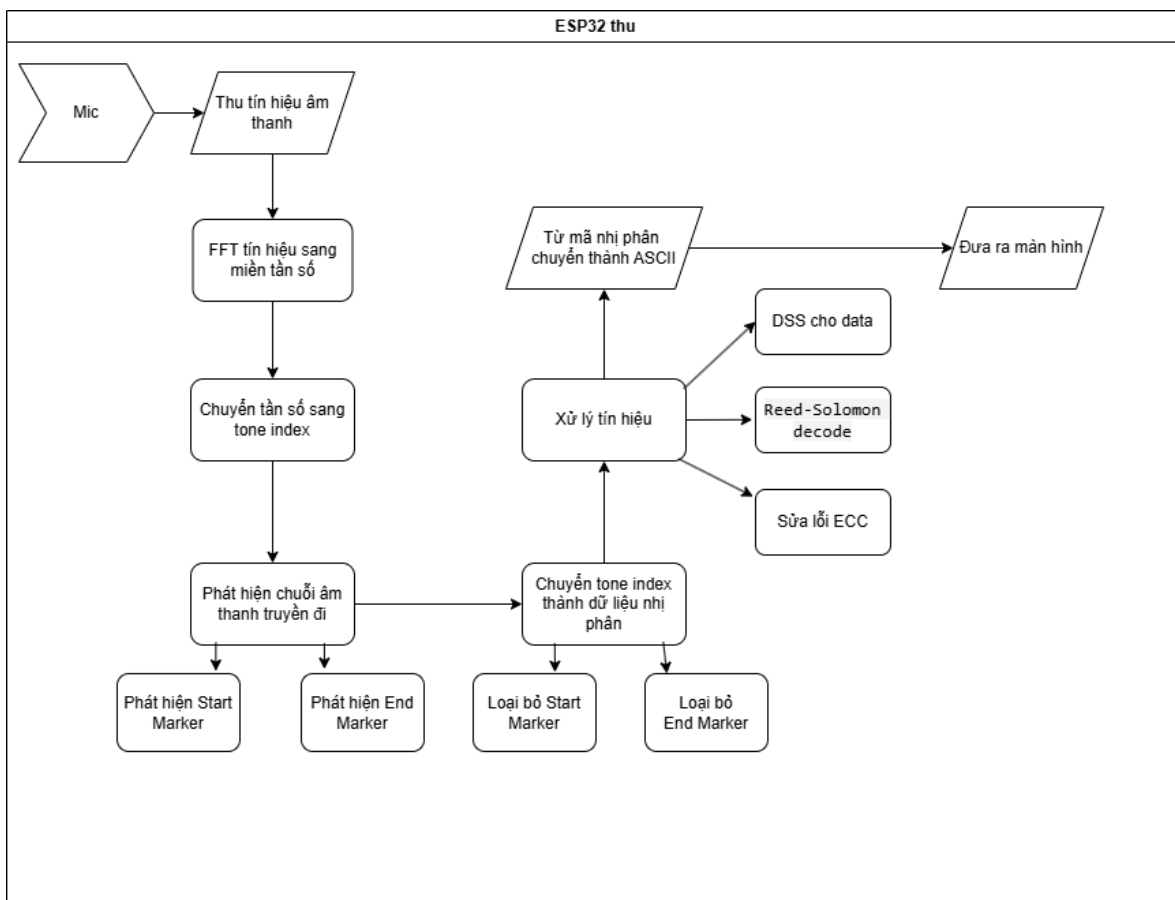 ESP32 thu
Mic
Thu tín hiệu âm
thanh
FFT tín hiệu sang
miền tần số
Chuyển tần số sang
tone index
Phát hiện chuỗi âm
thanh truyền đi
Phát hiện Start
Marker
Phát hiện End
Marker
Chuyển tone index
thành dữ liệu nhị
phân
Loại bỏ Start
Marker
Loại bỏ
End Marker
Xử lý tín hiệu
DSS cho data
Reed-Solomon
decode
Sửa lỗi ECC
Từ mã nhị phân
chuyển thành ASCII
Đưa ra màn hình